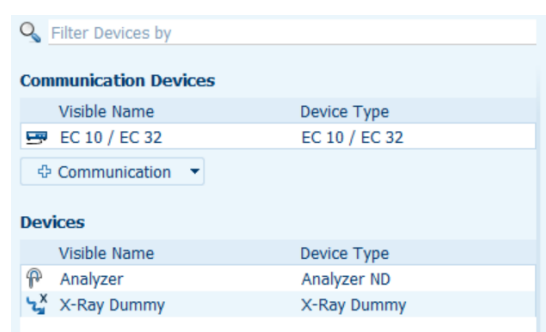 Filter Devices by
Communication Devices
Visible Name Device Type
EC 10 / EC 32 EC 10 / EC 32
Communication
Devices
Visible Name Device Type
Analyzer Analyzer ND
X-Ray Dummy X-Ray Dummy